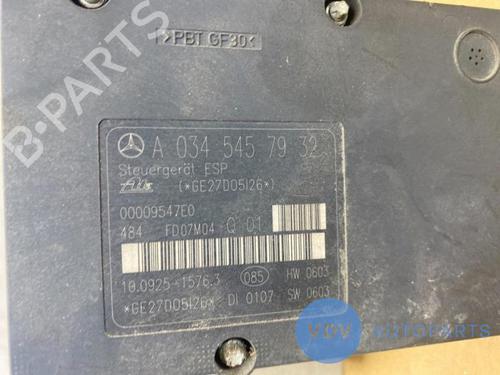 >PBT GF30<
A 034 545 79 32
Steuergerät ESP
Ate (*GE27D05I26*)
00009547E0
484 FD07M04 Q 01
10.0925-1576.3 085 HW 0603
*GE27D05I26* DI 0107 SW 0603
B-PARTS
VDV AUTOPARTS